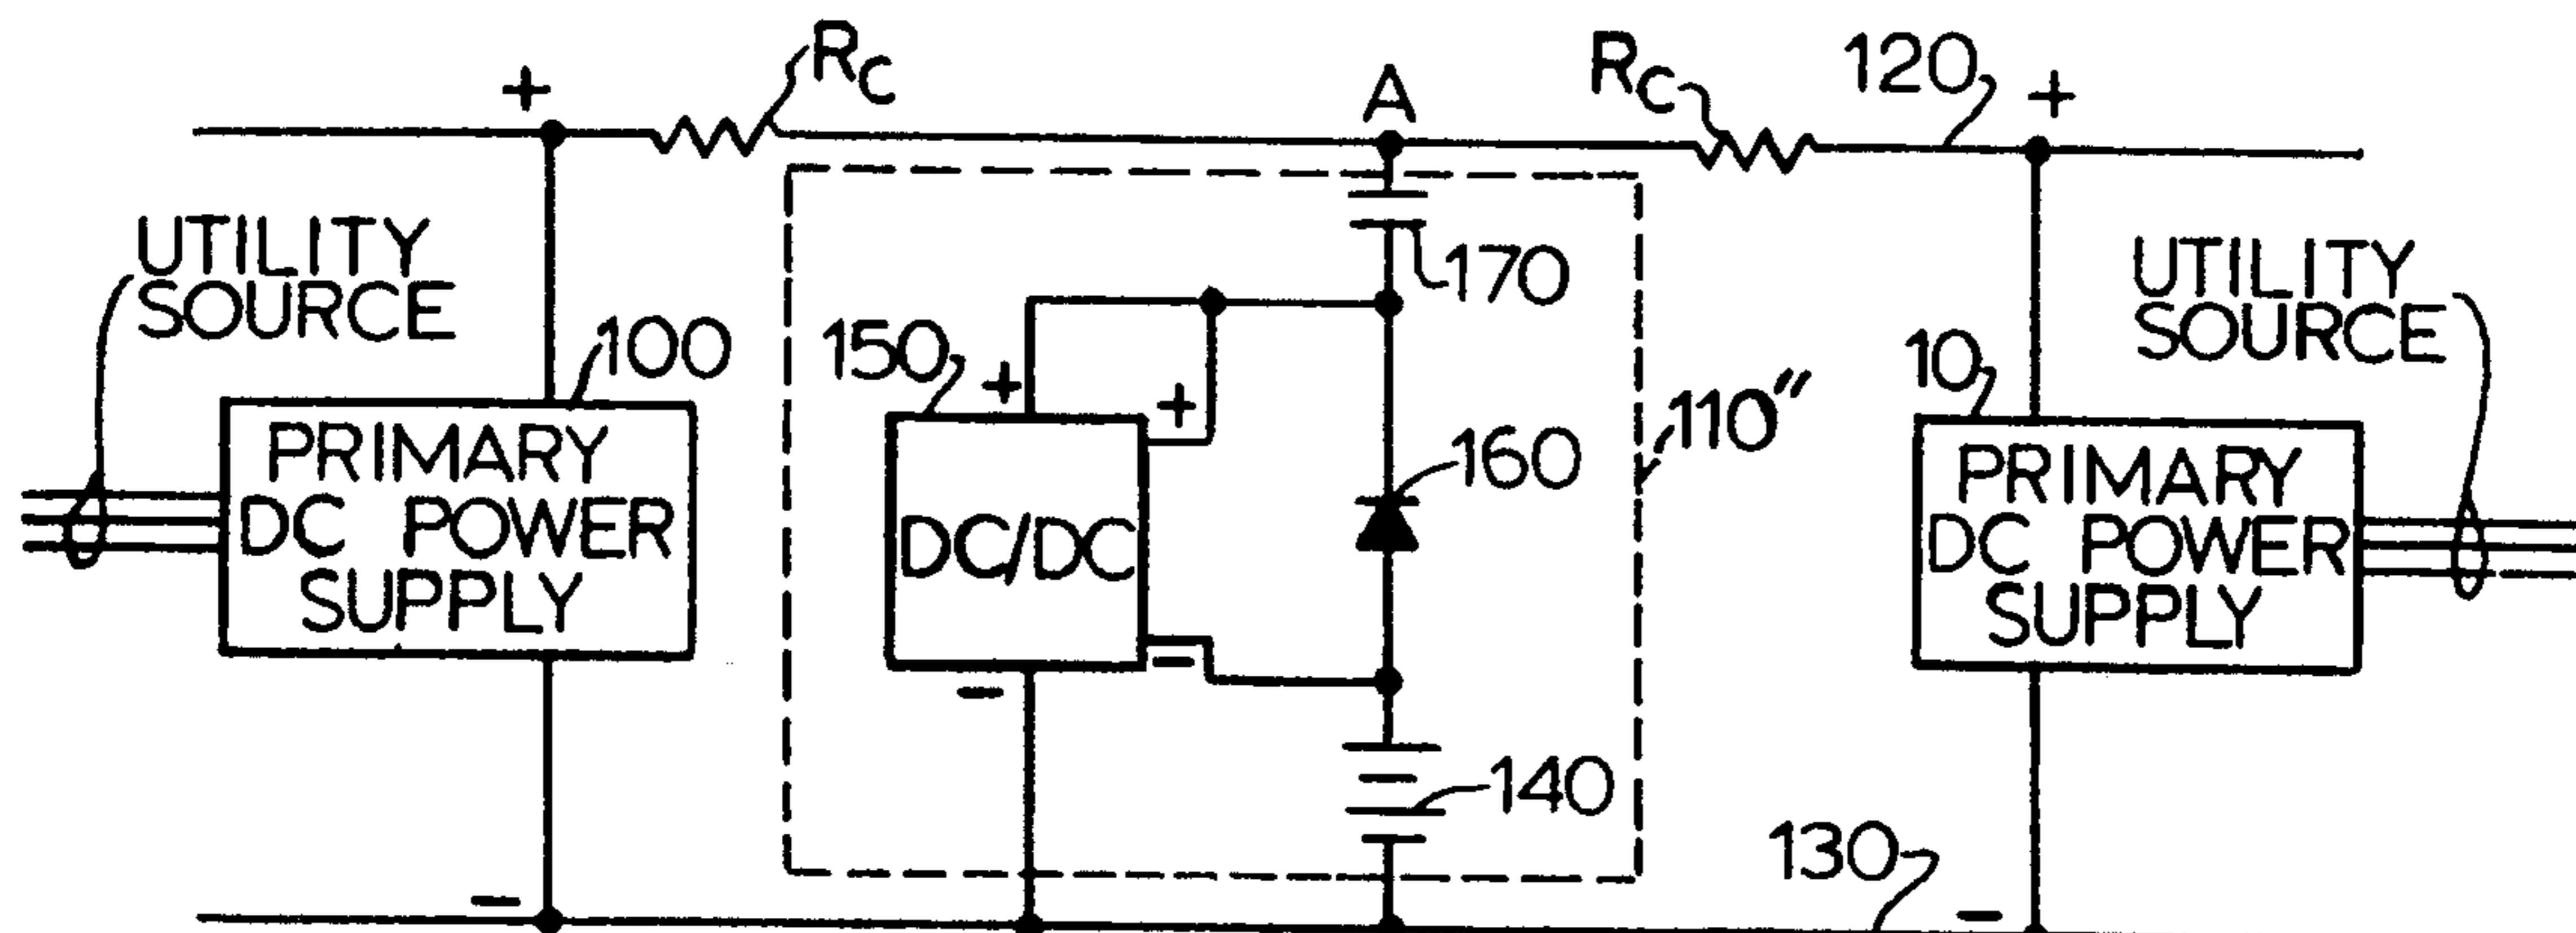 +
RC
A
RC
120
+
UTILITY
SOURCE
170
UTILITY
SOURCE
100
150
+
+
10
110"
PRIMARY
DC POWER
SUPPLY
160
DC/DC
PRIMARY
DC POWER
SUPPLY
-
-
140
130
-
-